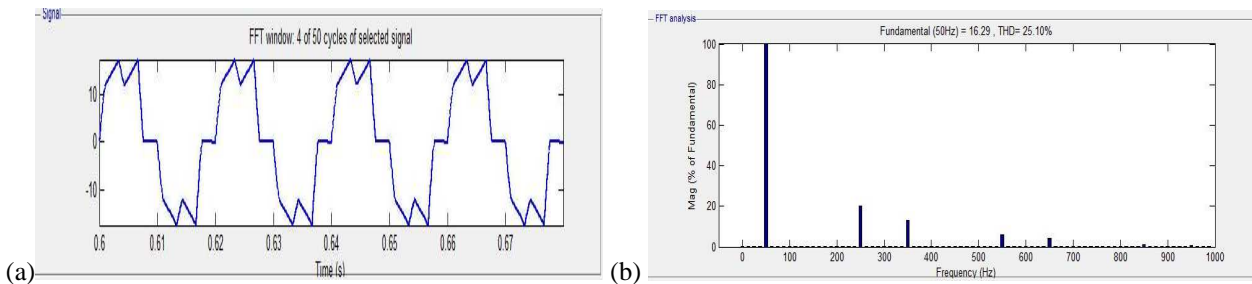 Signal
FFT window: 4 of 50 cycles of selected signal
10
0
-10
0.6 0.61 0.62 0.63 0.64 0.65 0.66 0.67
Time (s)
(a)
FFT analysis
Fundamental (50Hz) = 16.29 , THD= 25.10%
Mag (% of Fundamental)
100
80
60
40
20
0
0 100 200 300 400 500 600 700 800 900 1000
Frequency (Hz)
(b)